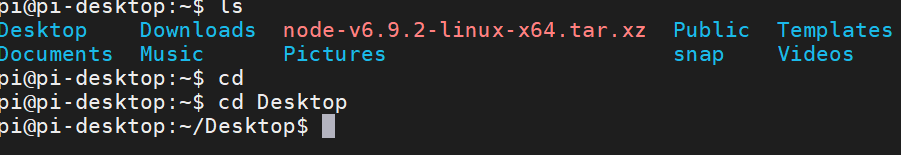 pi@pi-desktop:~$ ls
Desktop Downloads node-v6.9.2-linux-x64.tar.xz Public Templates
Documents Music Pictures snap Videos
pi@pi-desktop:~$ cd
pi@pi-desktop:~$ cd Desktop
pi@pi-desktop:~/Desktop$